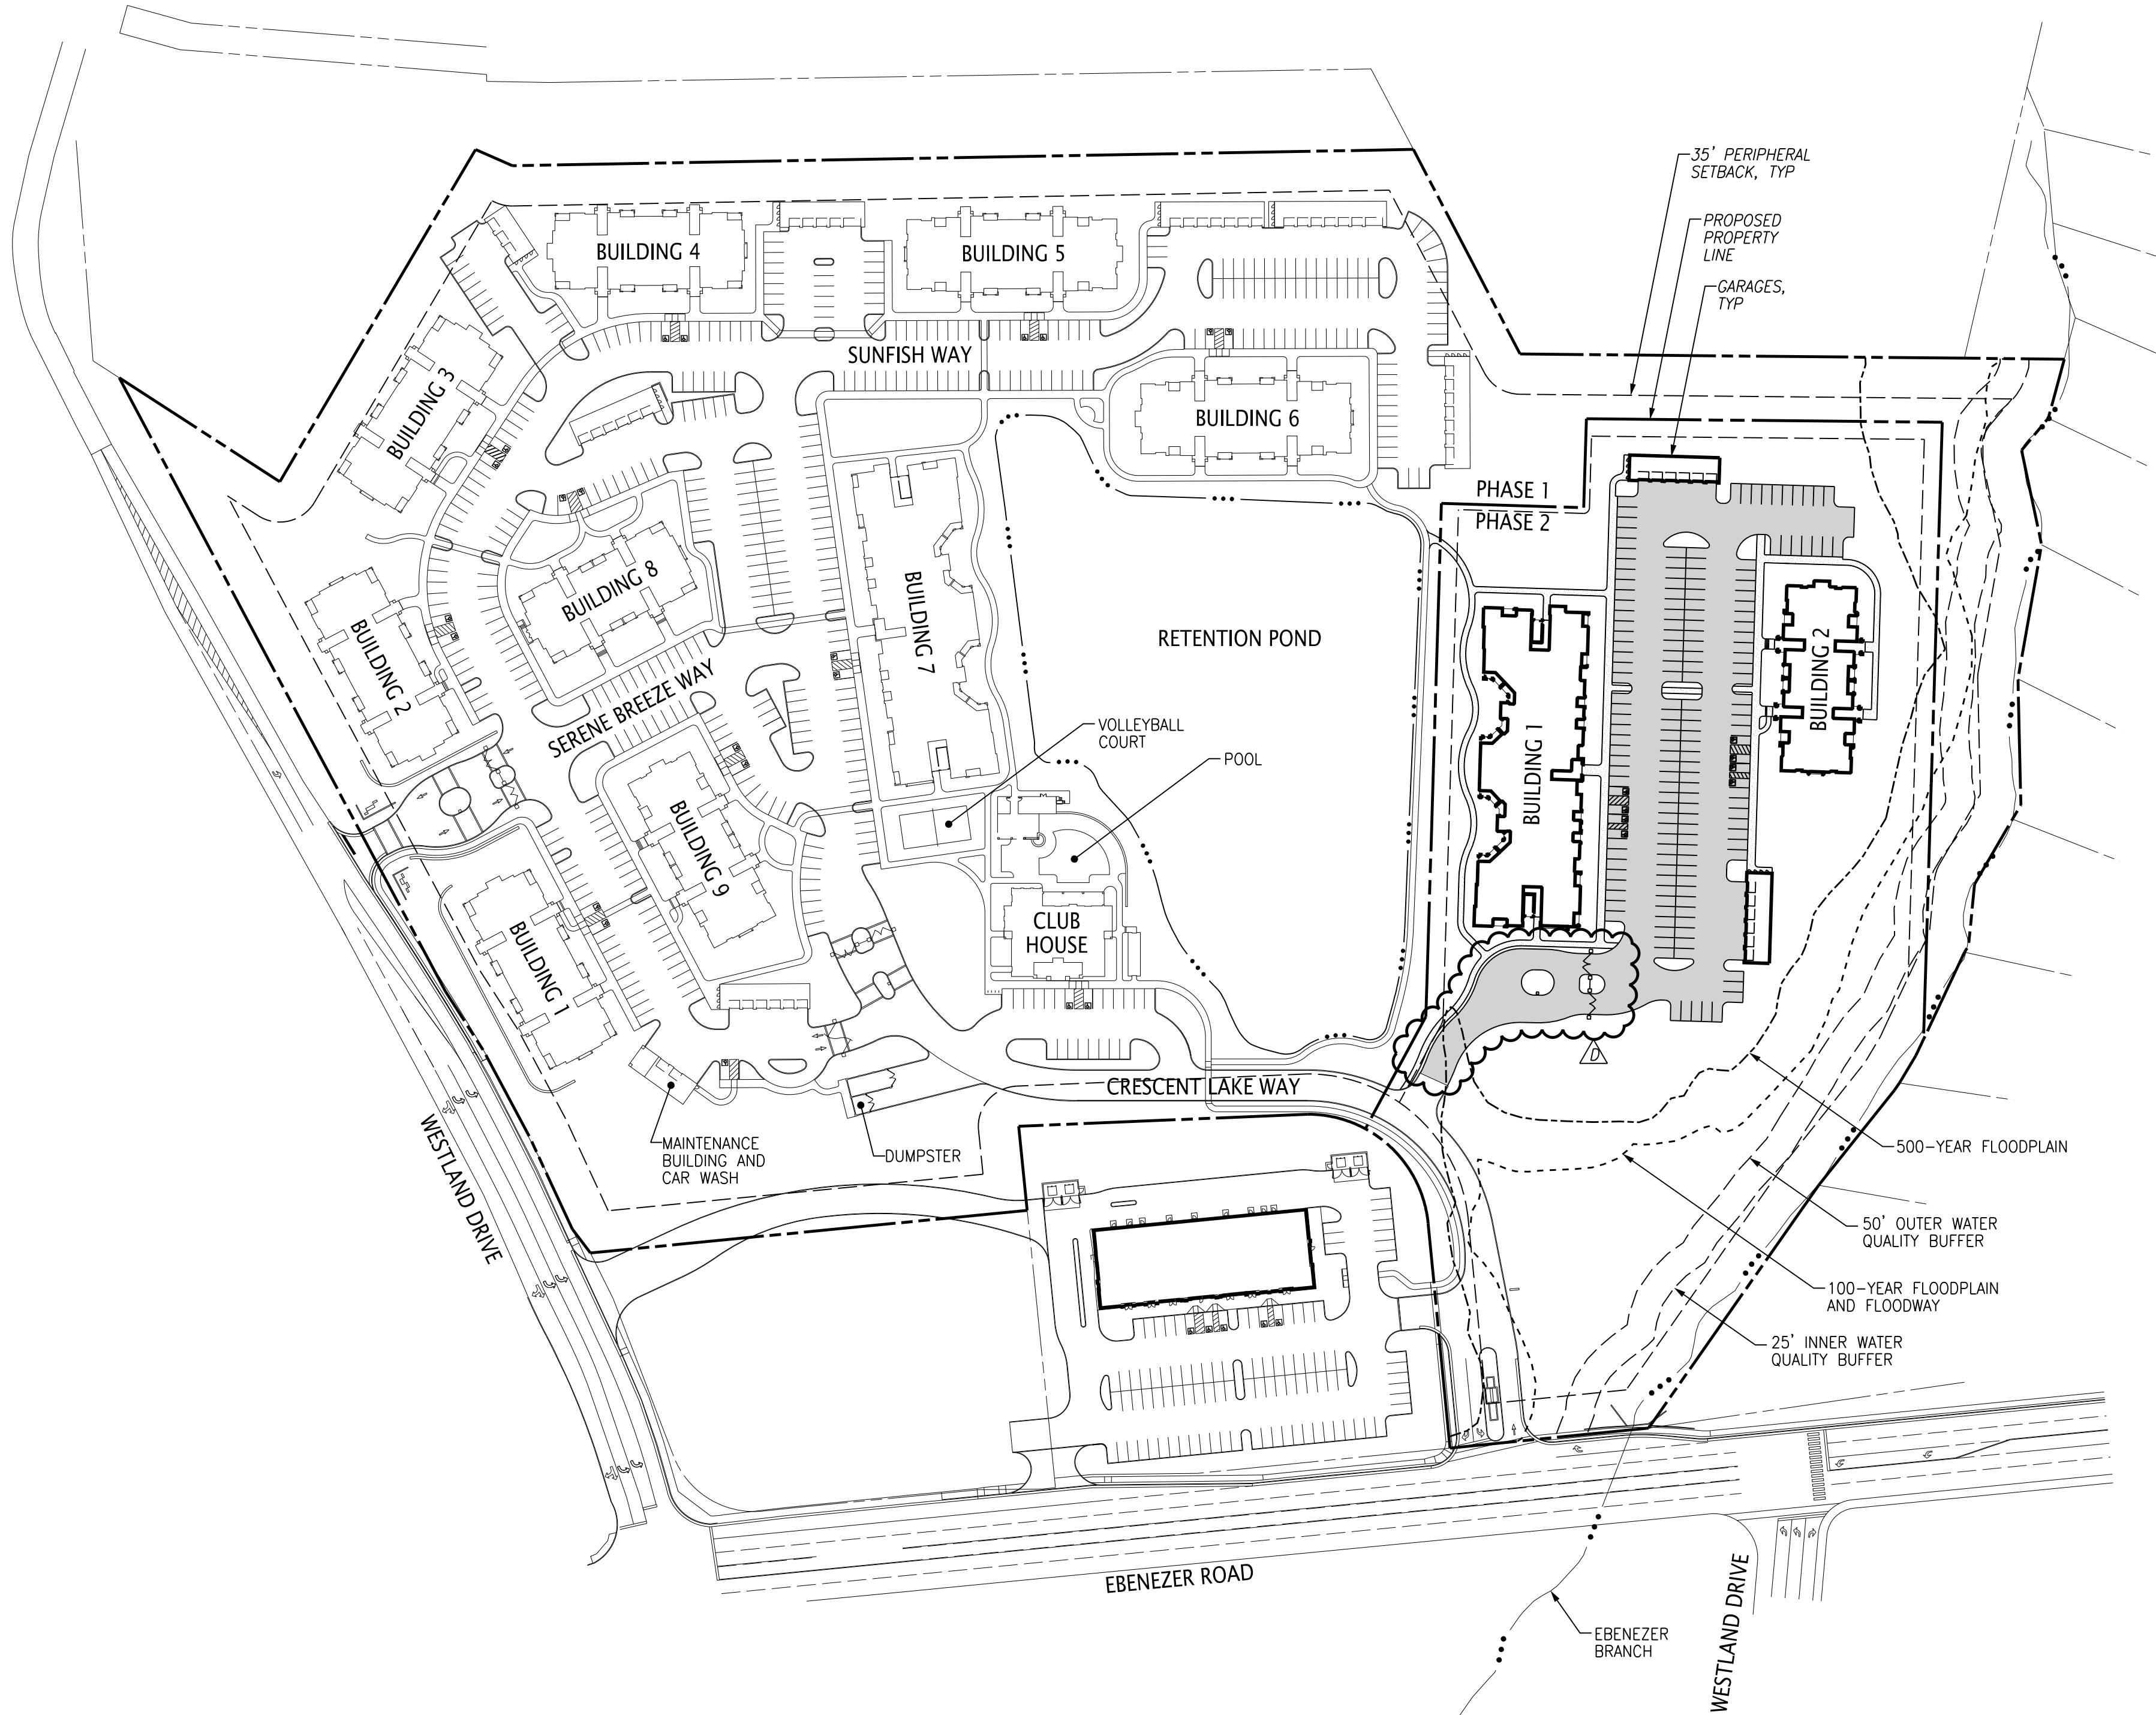 35' PERIPHERAL
SETBACK, TYP
PROPOSED
PROPERTY
LINE
GARAGES,
TYP
BUILDING 4
BUILDING 5
SUNFISH WAY
BUILDING 3
BUILDING 6
PHASE 1
PHASE 2
BUILDING 8
BUILDING 7
RETENTION POND
BUILDING 2
BUILDING 2
SERENE BREEZE WAY
VOLLEYBALL
COURT
POOL
BUILDING 1
BUILDING 9
CLUB
HOUSE
BUILDING 1
D
CRESCENT LAKE WAY
WESTLAND DRIVE
MAINTENANCE
BUILDING AND
CAR WASH
DUMPSTER
500-YEAR FLOODPLAIN
50' OUTER WATER
QUALITY BUFFER
100-YEAR FLOODPLAIN
AND FLOODWAY
25' INNER WATER
QUALITY BUFFER
EBENEZER ROAD
WESTLAND DRIVE
EBENEZER
BRANCH